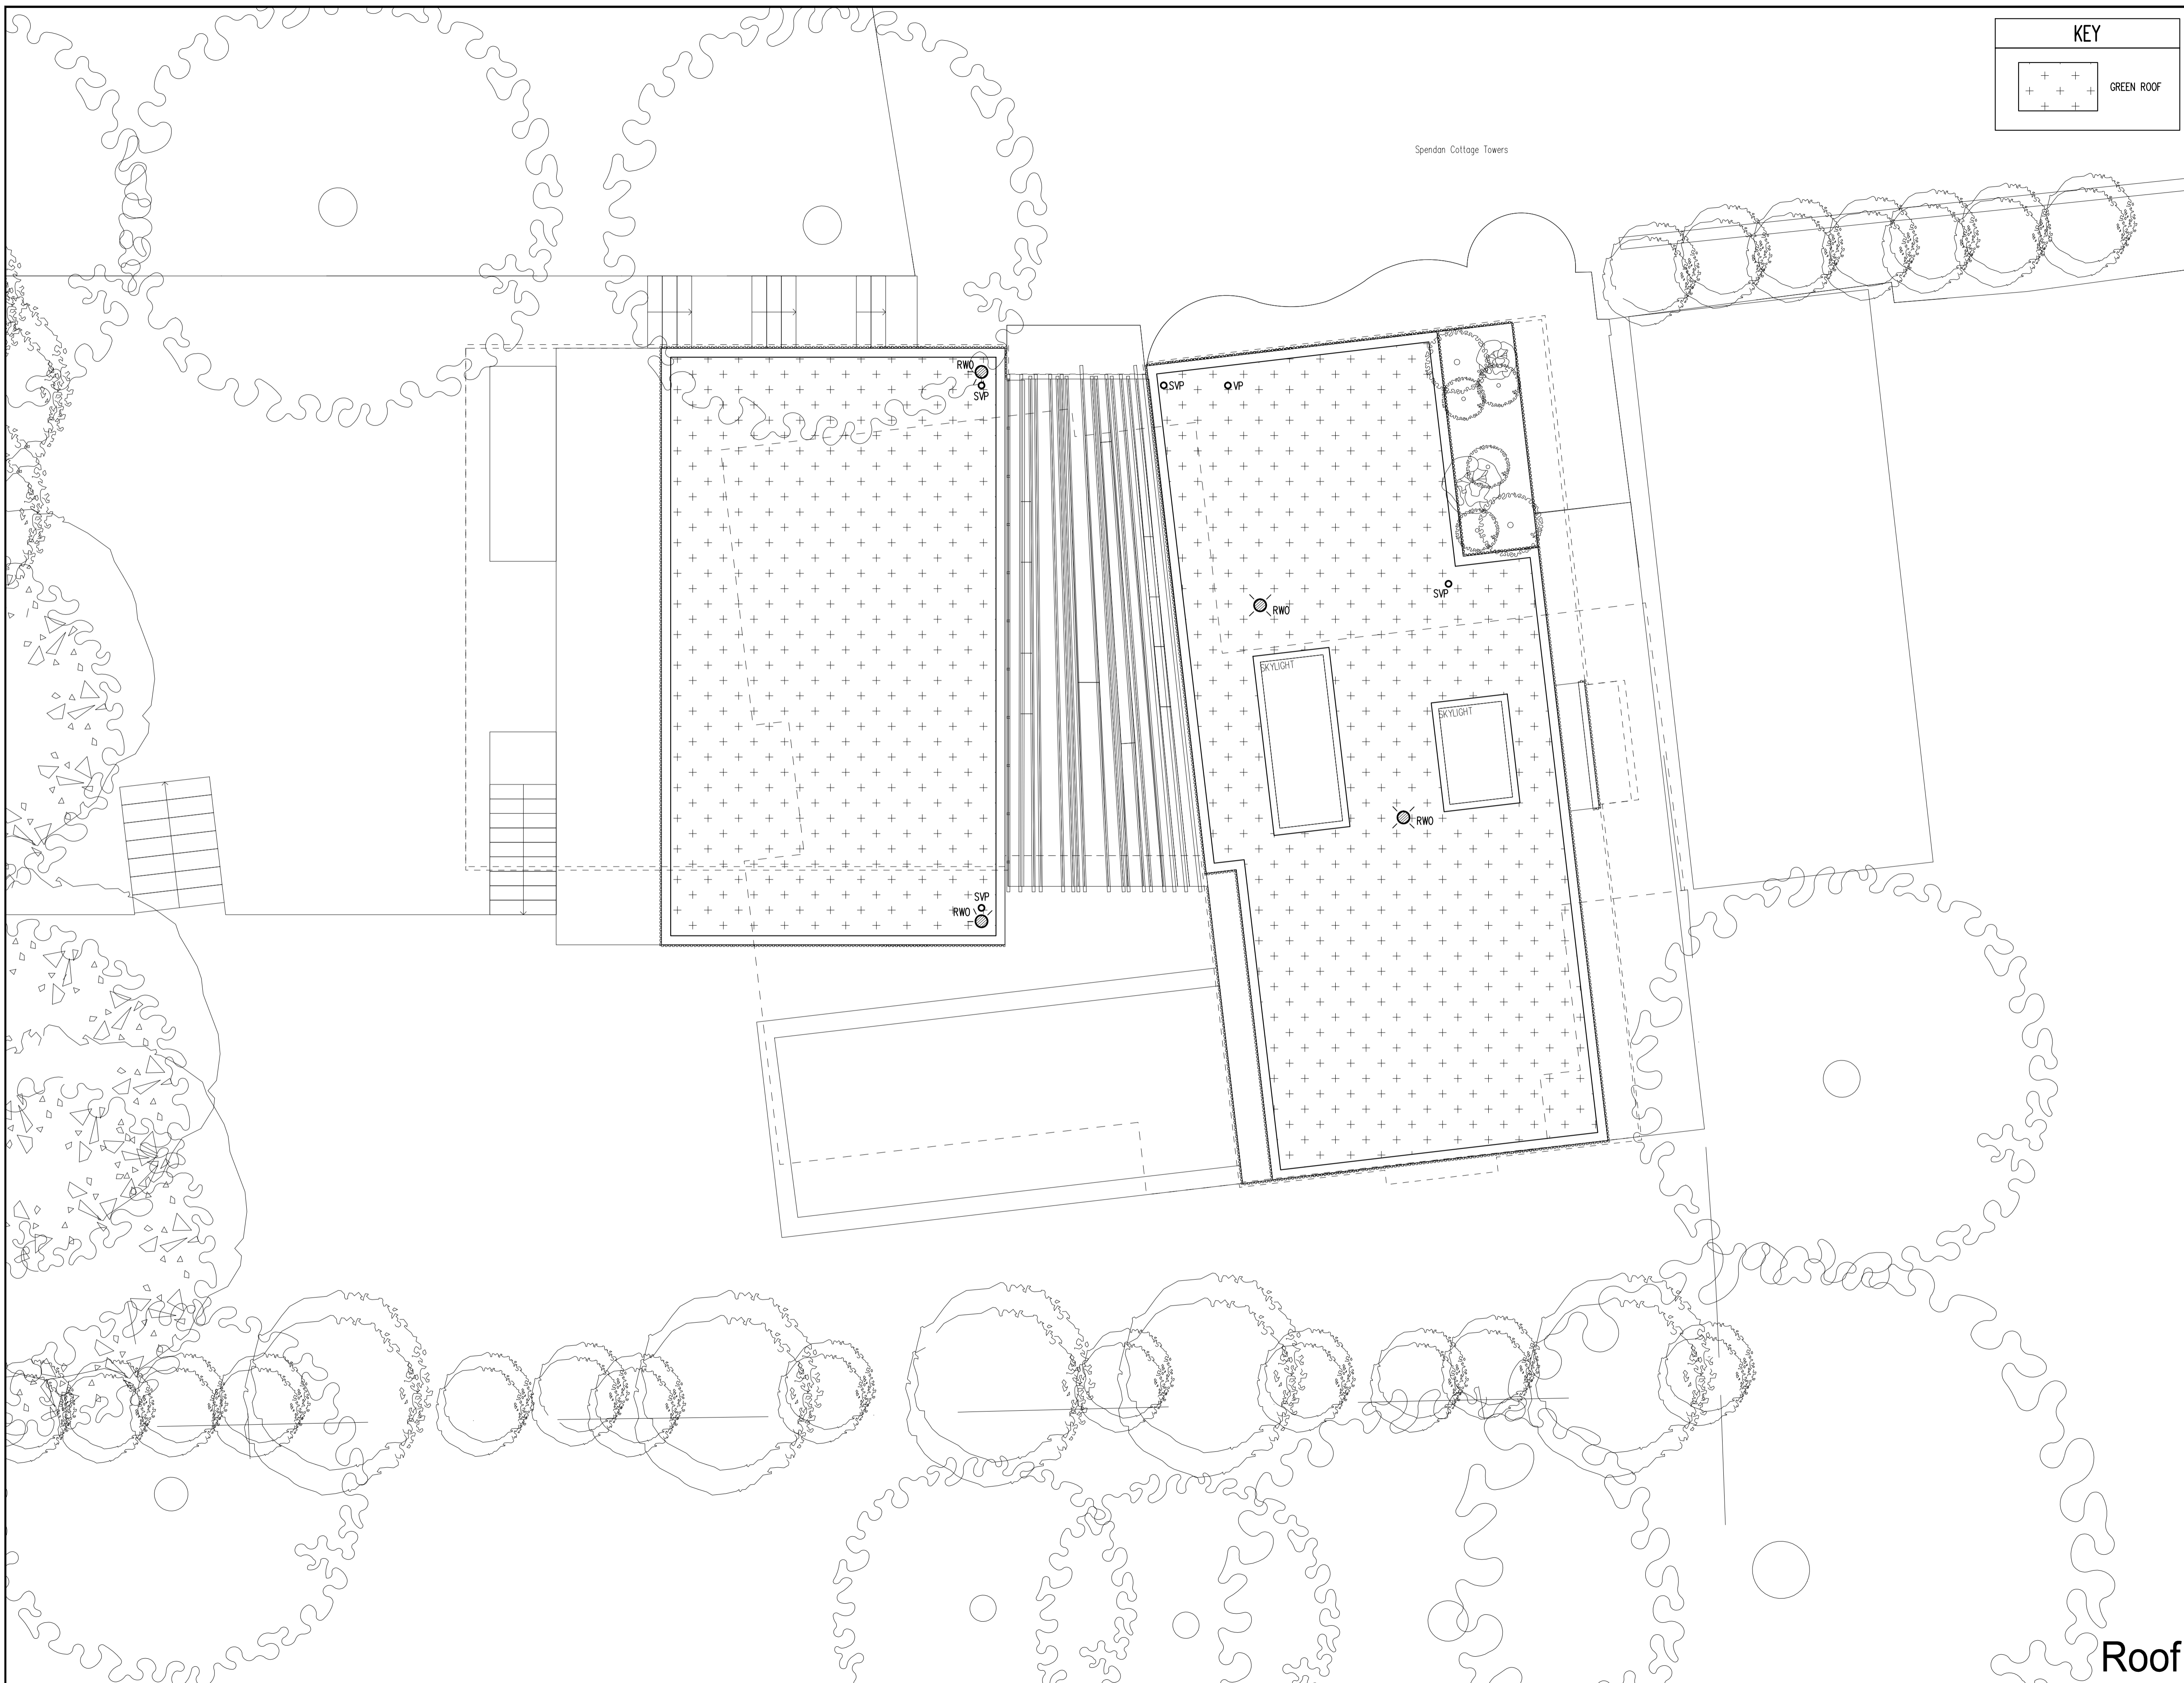 KEY
GREEN ROOF
Spendan Cottage Towers
RWO
SVP
SVP
VP
SVP
RWO
SKYLIGHT
SKYLIGHT
RWO
SVP
RWO
Roof